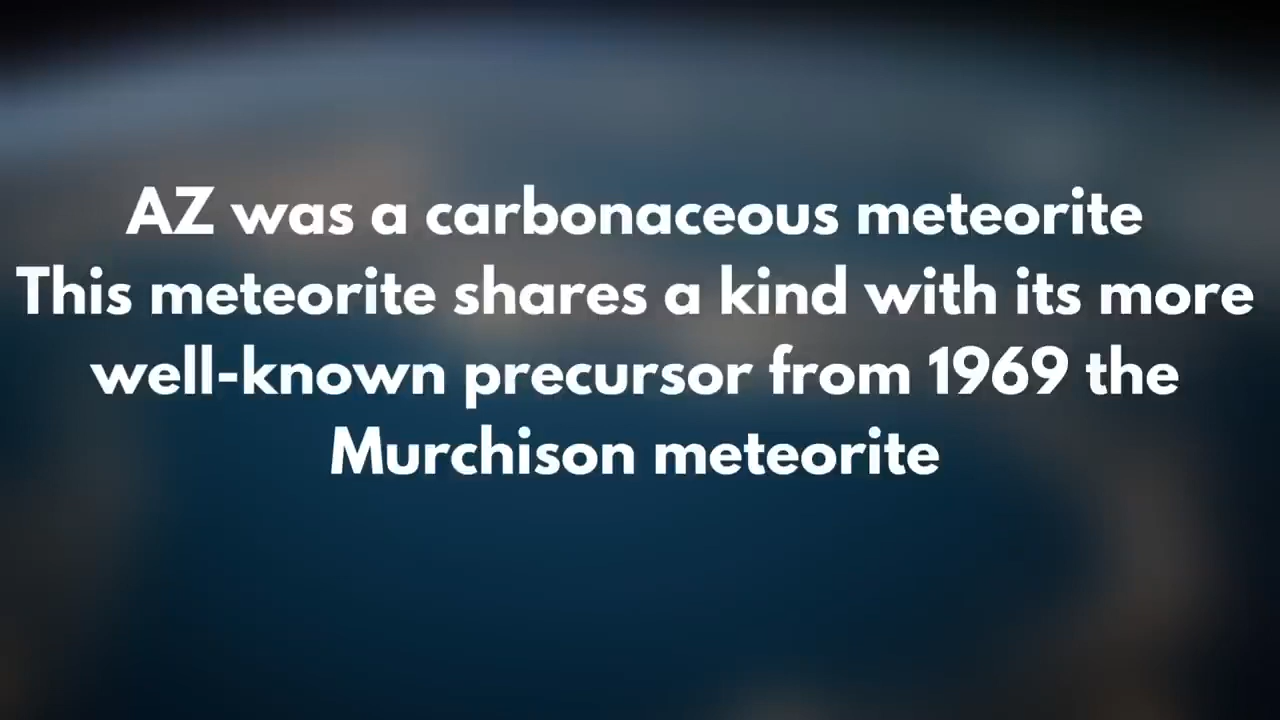 AZ was a carbonaceous meteorite
This meteorite shares a kind with its more
well-known precursor from 1969 the
Murchison meteorite